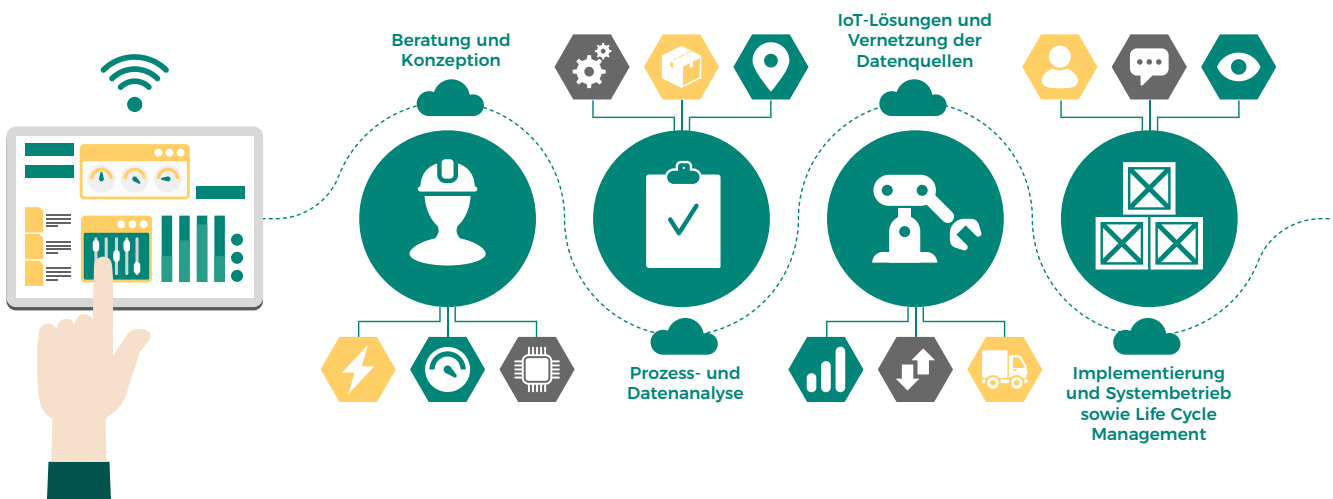 Beratung und
Konzeption
Prozess- und
Datenanalyse
IoT-Lösungen und
Vernetzung der
Datenquellen
Implementierung
und Systembetrieb
sowie Life Cycle
Management